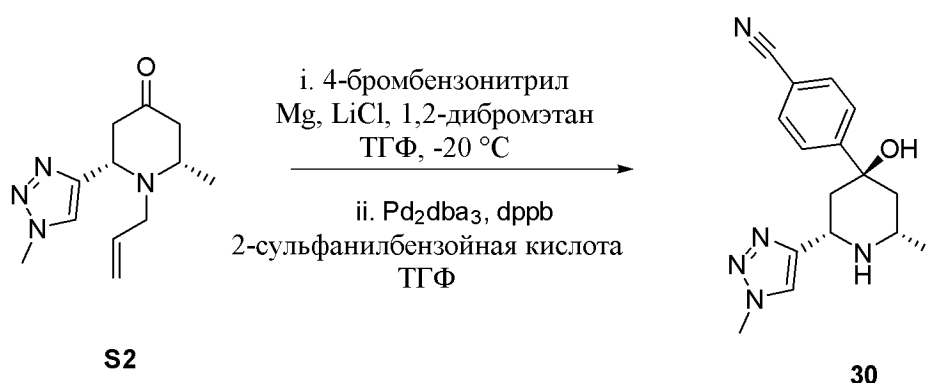 i. 4-бромбензонитрил
Mg, LiCl, 1,2-дибромэтан
ТГФ, -20 °C
ii. Pd₂dba₃, dppb
2-сульфанилбензойная кислота
ТГФ
O
N
N
N
N
S2
N
OH
N
N
N
N
H
30